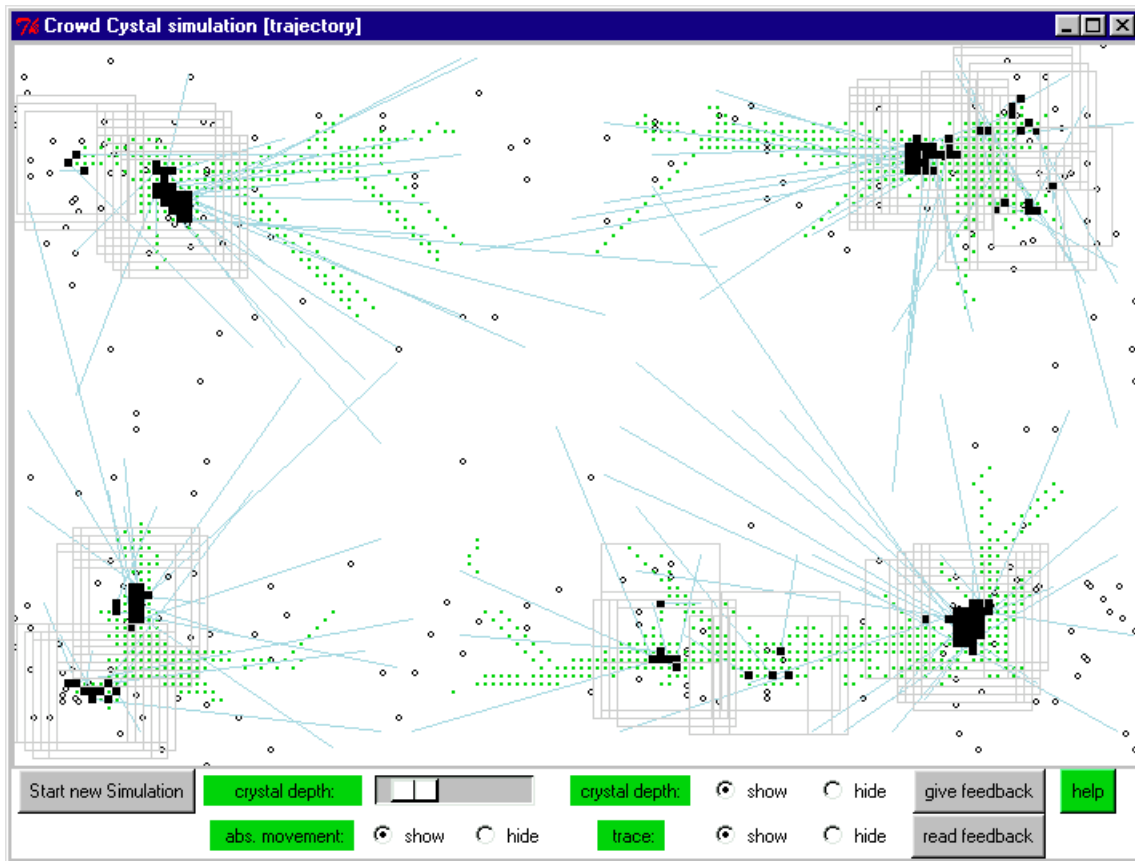 7% Crowd Cystal simulation [trajectory]
Start new Simulation crystal depth: crystal depth: show hide give feedback help
abs. movement: show hide trace: show hide read feedback